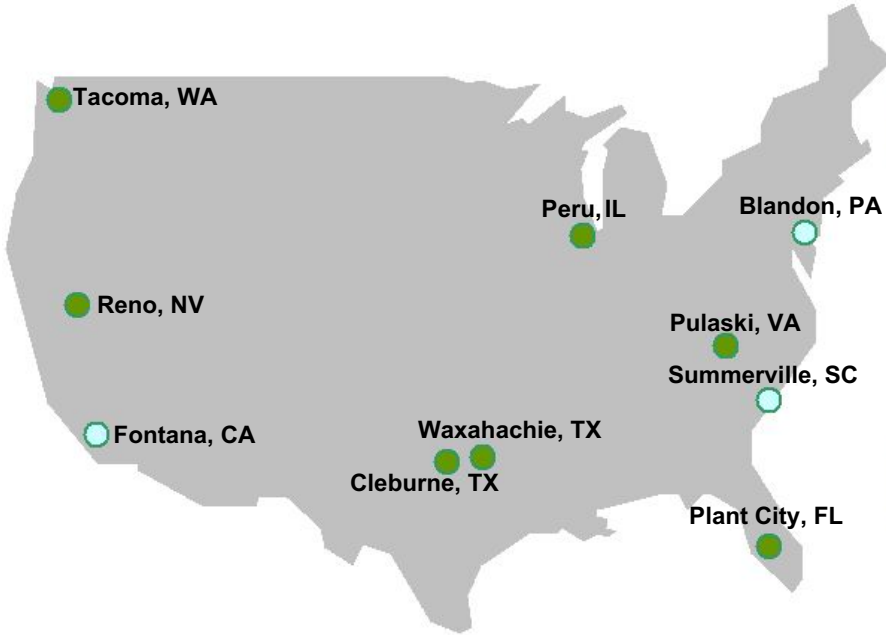 Tacoma, WA
Peru, IL
Blandon, PA
Reno, NV
Pulaski, VA
Summerville, SC
Fontana, CA
Waxahachie, TX
Cleburne, TX
Plant City, FL